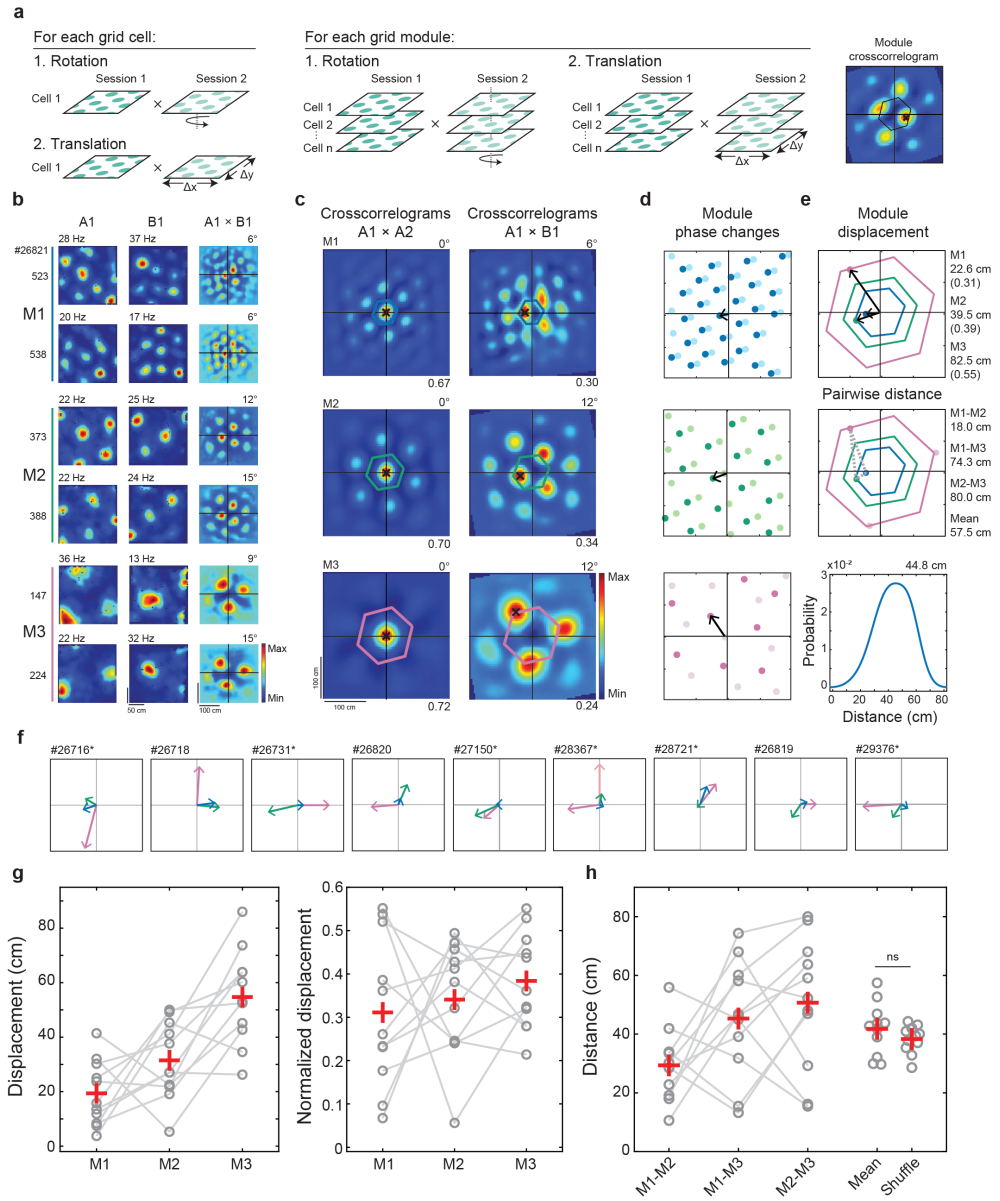 a
For each grid cell:
1. Rotation
Session 1
Session 2
Cell 1
×
2. Translation
Cell 1
×
Δx
Δy
For each grid module:
1. Rotation
Session 1
Session 2
Cell 1
Cell 2
Cell n
×
2. Translation
Session 1
Session 2
Cell 1
Cell 2
Cell n
×
Δx
Δy
Module
crosscorrelogram
b
A1
B1
A1 × B1
#26821
28 Hz
37 Hz
6°
523
M1
20 Hz
17 Hz
6°
538
22 Hz
25 Hz
12°
373
M2
22 Hz
24 Hz
15°
388
36 Hz
13 Hz
9°
147
M3
22 Hz
32 Hz
15°
224
Max
Min
50 cm
100 cm
c
Crosscorrelograms
A1 × A2
Crosscorrelograms
A1 × B1
M1
0°
6°
0.67
0.30
M2
0°
12°
0.70
0.34
M3
0°
12°
Max
Min
100 cm
100 cm
0.72
0.24
d
Module
phase changes
e
Module
displacement
M1
22.6 cm
(0.31)
M2
39.5 cm
(0.39)
M3
82.5 cm
(0.55)
Pairwise distance
M1-M2
18.0 cm
M1-M3
74.3 cm
M2-M3
80.0 cm
Mean
57.5 cm
×10⁻²
44.8 cm
3
2
1
0
Probability
0 20 40 60 80
Distance (cm)
f
#26716*
#26718
#26731*
#26820
#27150*
#28367*
#28721*
#26819
#29376*
g
Displacement (cm)
80
60
40
20
0
M1
M2
M3
Normalized displacement
0.6
0.5
0.4
0.3
0.2
0.1
0
M1
M2
M3
h
Distance (cm)
80
60
40
20
0
ns
M1-M2
M1-M3
M2-M3
Mean
Shuffle